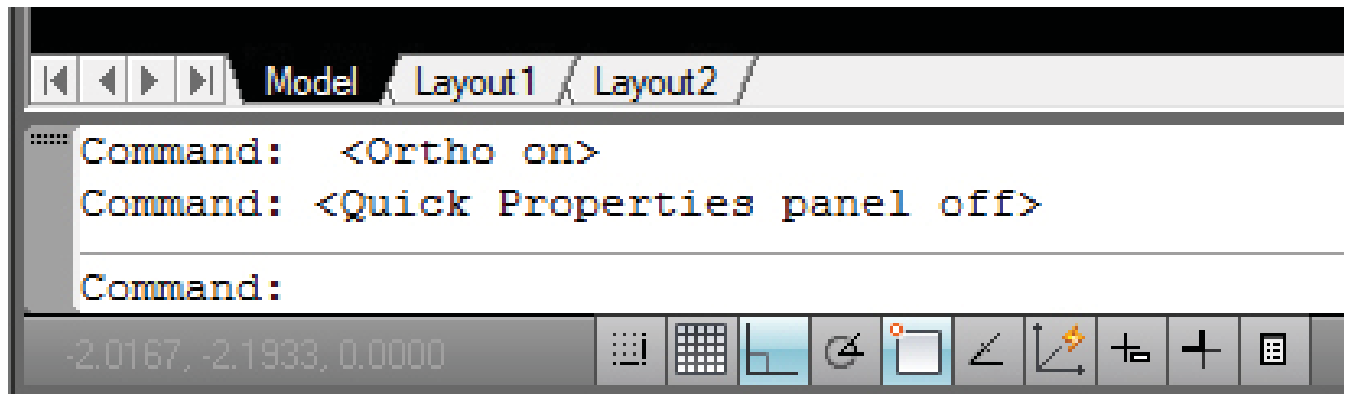 Model Layout1 Layout2
Command:  <Ortho on>
Command: <Quick Properties panel off>
Command:
-2.0167, -2.1933, 0.0000